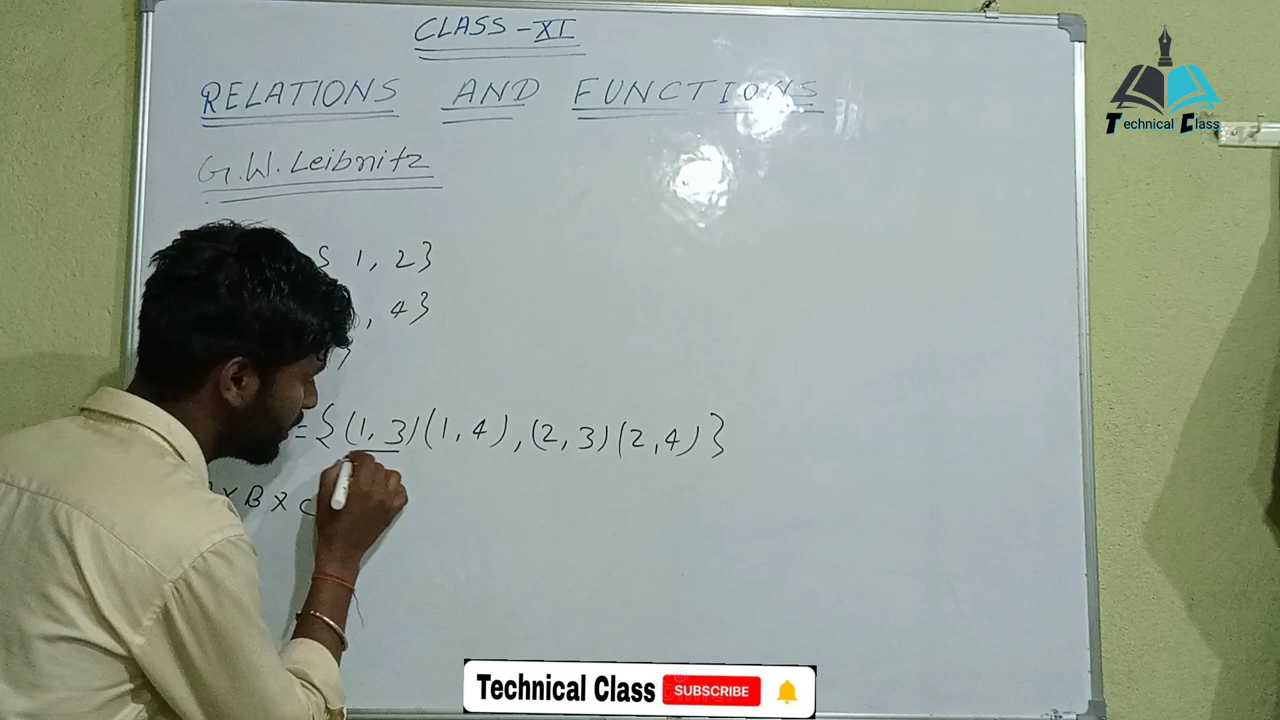 CLASS - XI
RELATIONS AND FUNCTIONS
G.W. Leibnitz
{ 1, 2}
, 4}
}
= {(1, 3)(1, 4), (2, 3)(2, 4)}
× B × C
Technical Class
Technical Class SUBSCRIBE